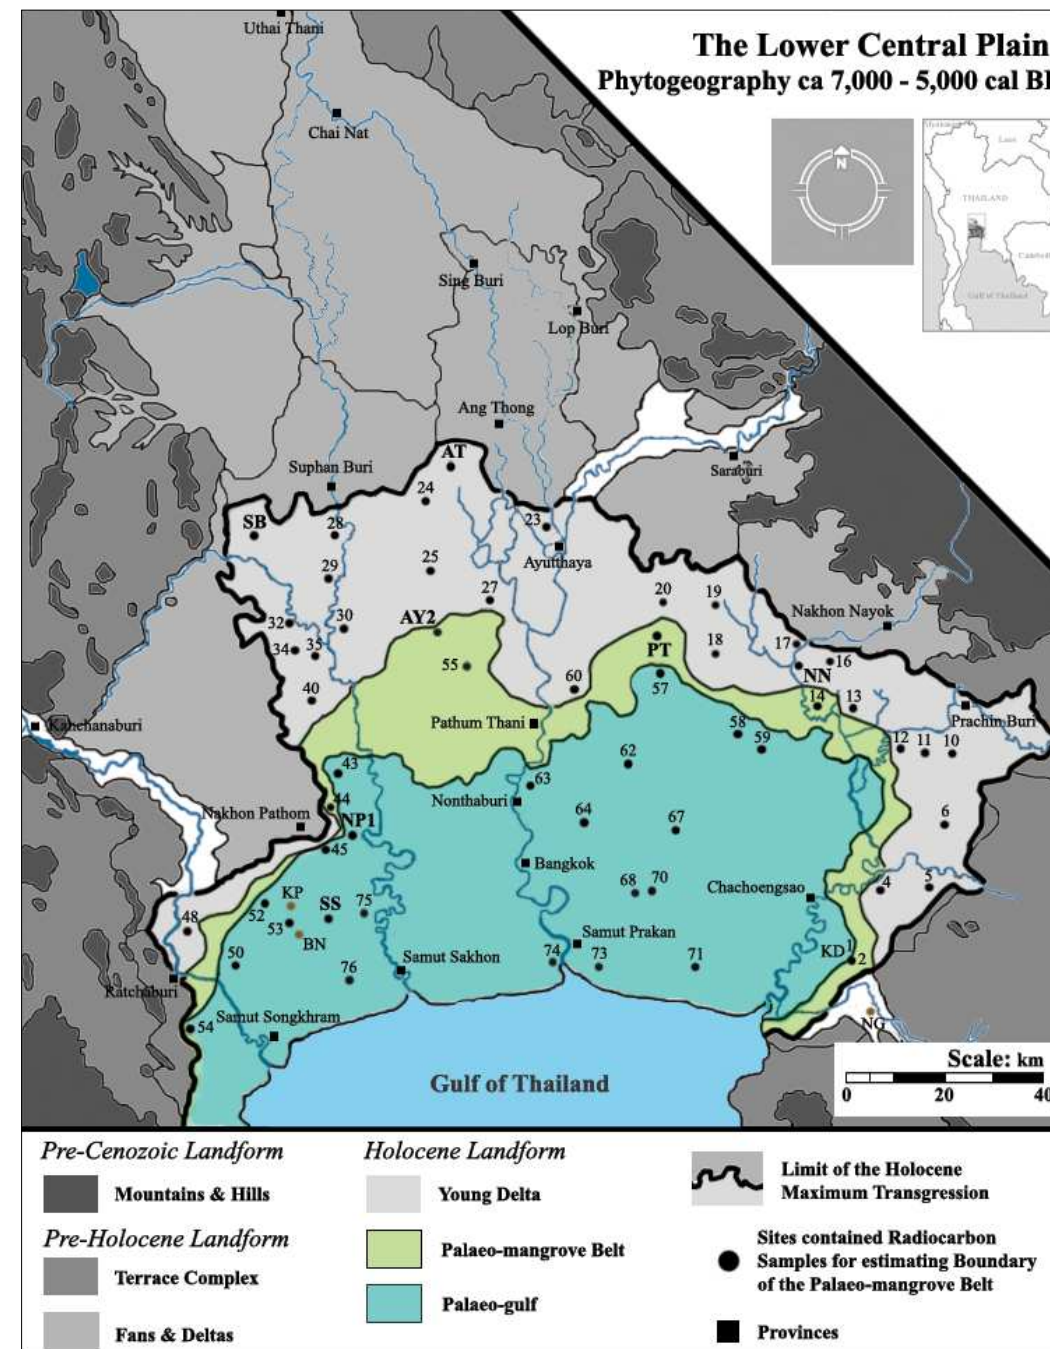 The Lower Central Plain
Phytogeography ca 7,000 - 5,000 cal BP
Uthai Thani
Chai Nat
N
Laos
THAILAND
Gulf of Thailand
Sing Buri
Lop Buri
Ang Thong
AT
Suphan Buri
Saraburi
24
SB
28
23
Ayutthaya
25
29
27
20
19
Nakhon Nayok
32
30
AY2
34
35
PT
18
17
16
NN
55
57
60
40
14
13
Kanchanaburi
Pathum Thani
58
59
Prachin Buri
12
11
10
43
62
63
44
Nonthaburi
Nakhon Pathom
NP1
64
67
6
45
Bangkok
68
70
Chachoengsao
4
5
KP
52
53
SS
75
BN
48
Samut Prakan
KD
1
2
50
Samut Sakhon
74
73
71
76
Ratchaburi
54
Samut Songkhram
NG
Gulf of Thailand
Scale: km
0
20
40
Pre-Cenozoic Landform
Mountains & Hills
Pre-Holocene Landform
Terrace Complex
Fans & Deltas
Holocene Landform
Young Delta
Palaeo-mangrove Belt
Palaeo-gulf
Limit of the Holocene
Maximum Transgression
Sites contained Radiocarbon
Samples for estimating Boundary
of the Palaeo-mangrove Belt
Provinces